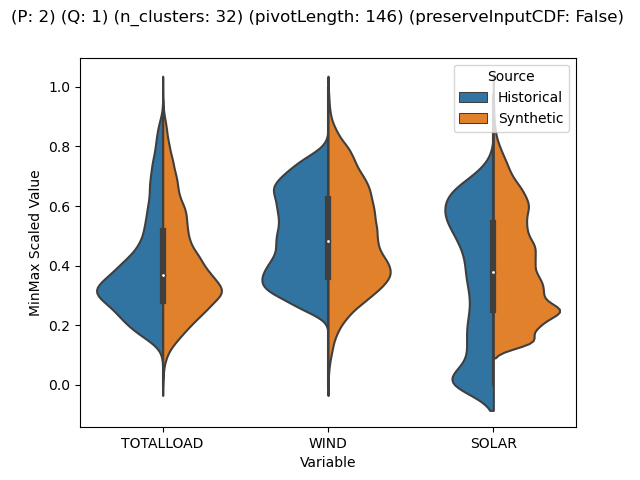 (P: 2) (Q: 1) (n_clusters: 32) (pivotLength: 146) (preserveInputCDF: False)
Source
Historical
Synthetic
1.0
0.8
0.6
0.4
0.2
0.0
MinMax Scaled Value
TOTALLOAD WIND SOLAR
Variable